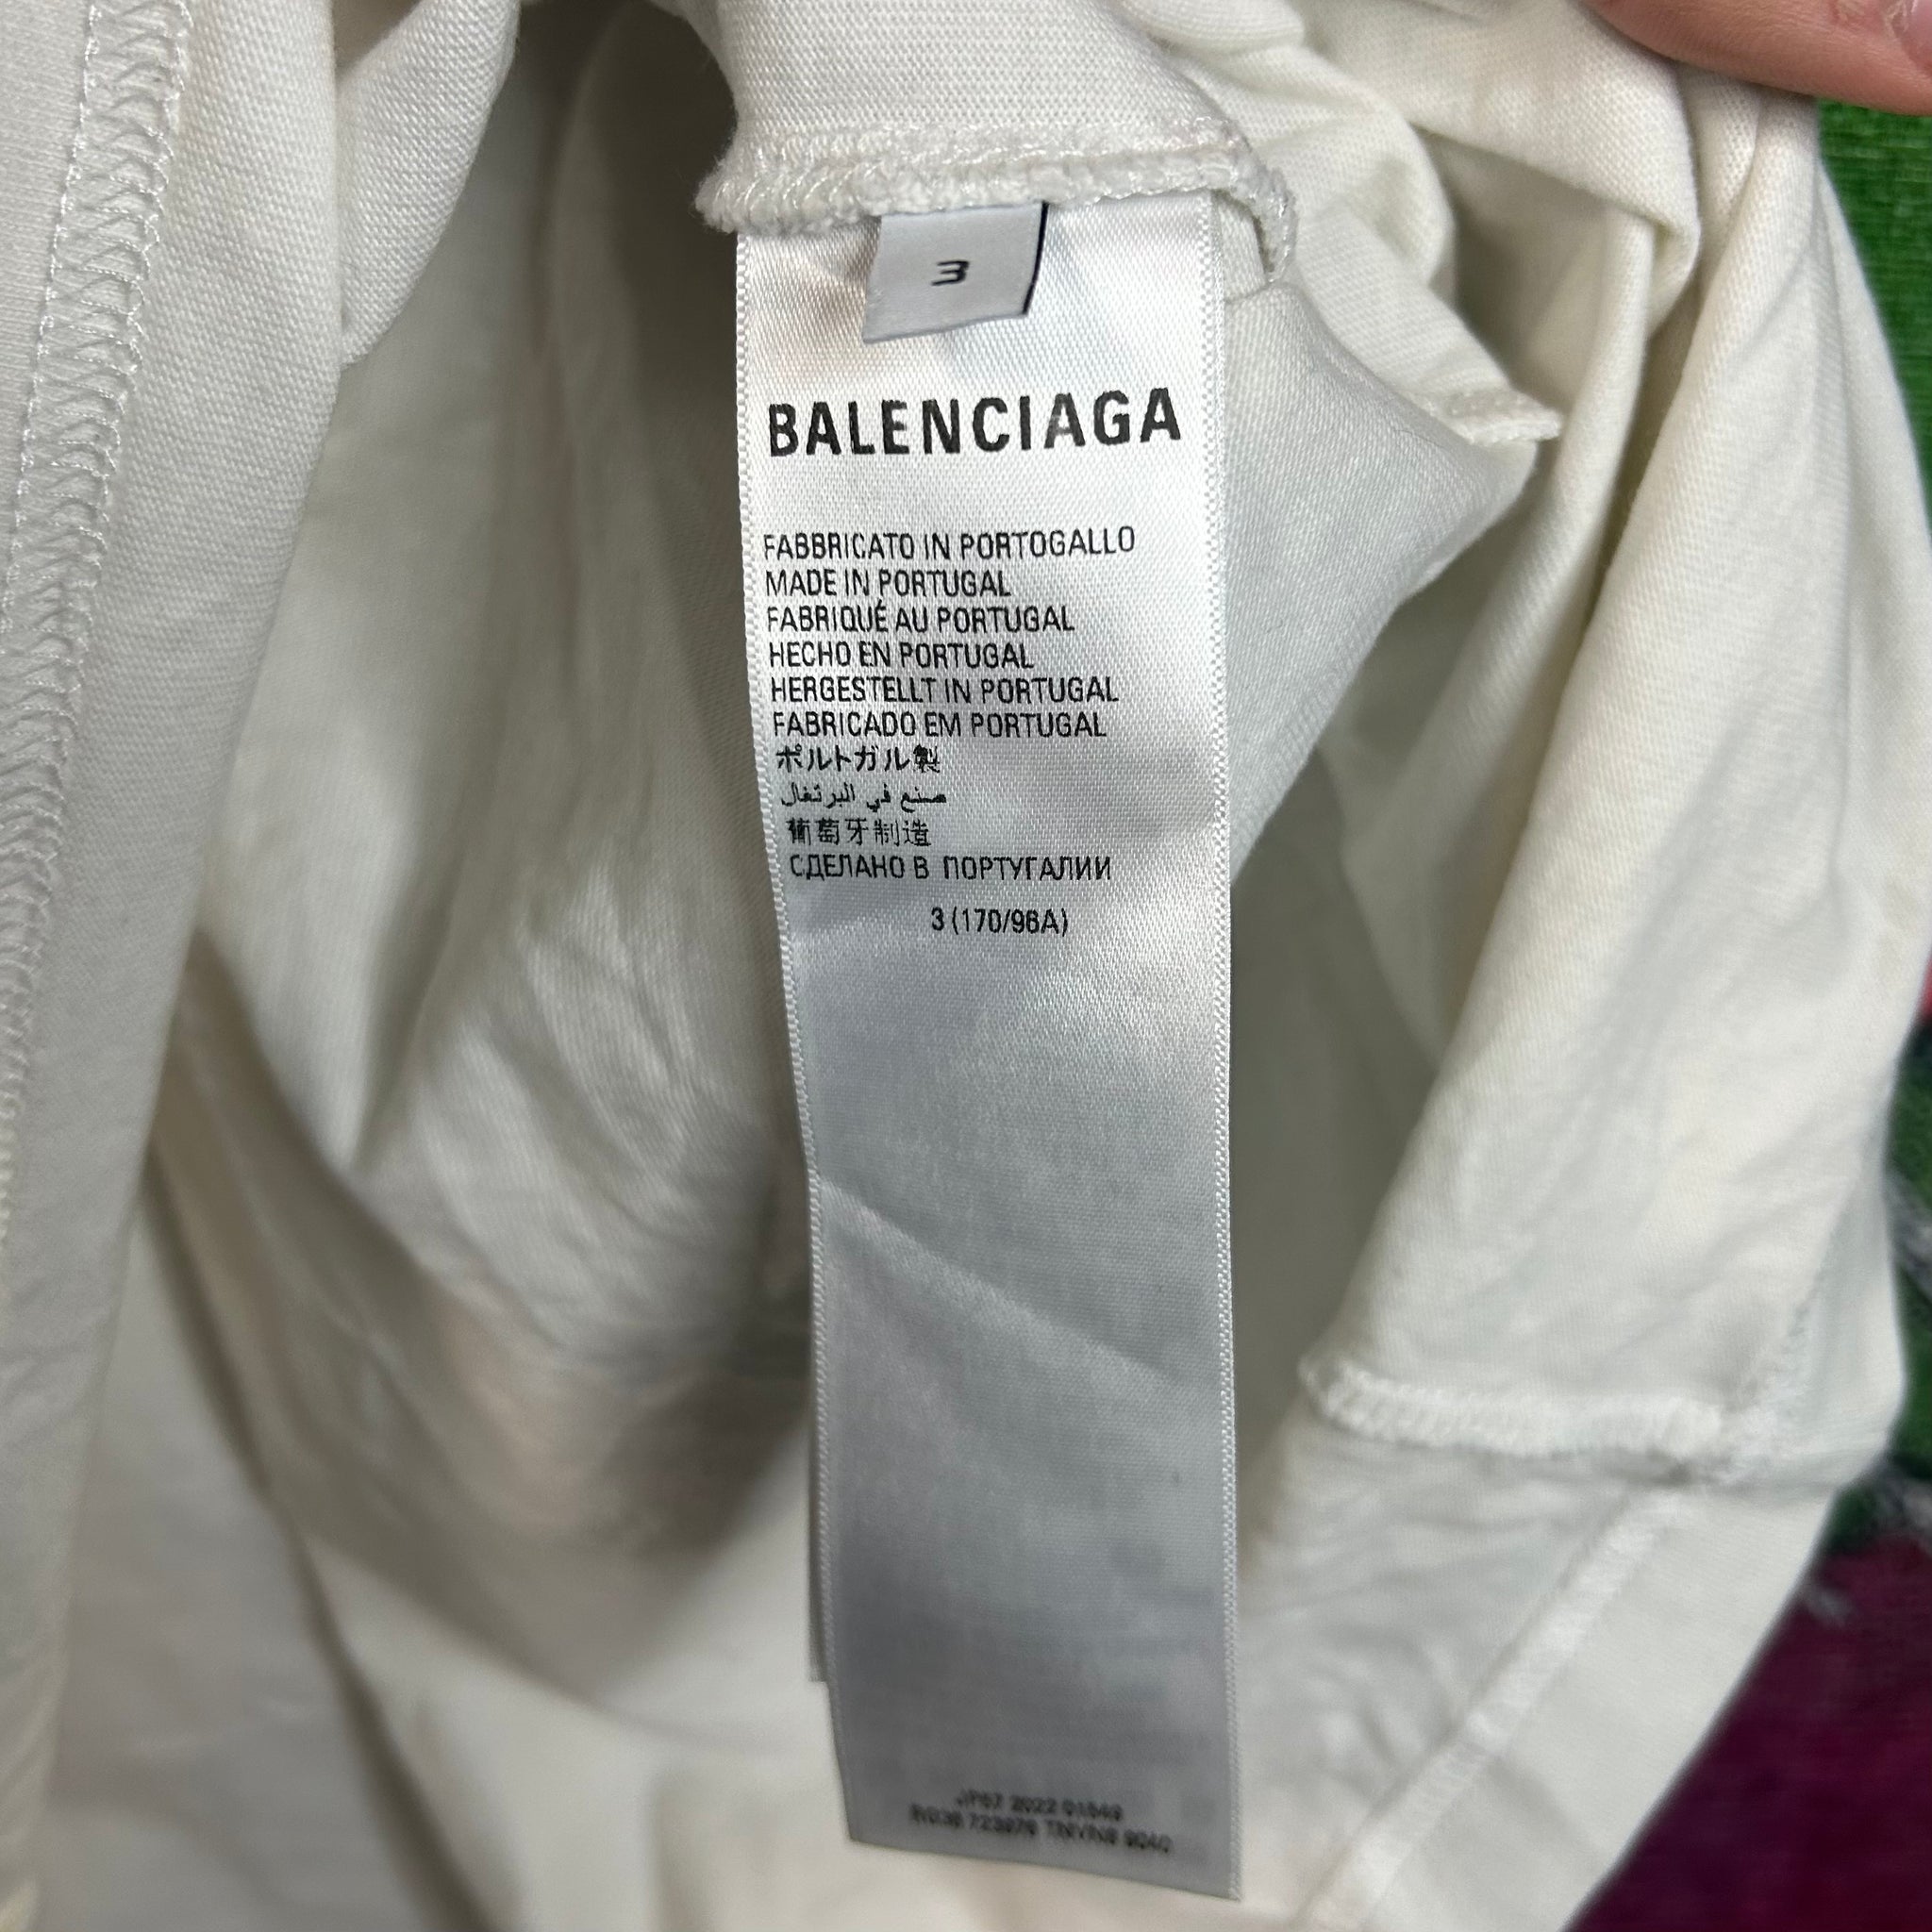 3
BALENCIAGA
FABBRICATO IN PORTOGALLO
MADE IN PORTUGAL
FABRIQUÉ AU PORTUGAL
HECHO EN PORTUGAL
HERGESTELLT IN PORTUGAL
FABRICADO EM PORTUGAL
ポルトガル製
صنع في البرتغال
葡萄牙制造
СДЕЛАНО В ПОРТУГАЛИИ
3 (170/96A)
2022
9040